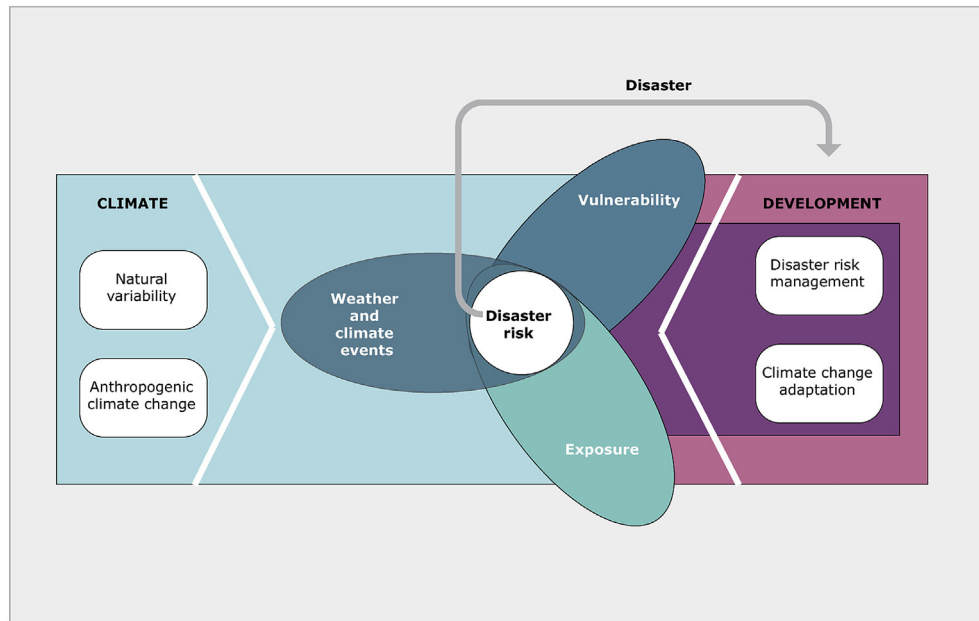 Disaster
CLIMATE
Natural
variability
Anthropogenic
climate change
Weather
and
climate
events
Disaster
risk
Vulnerability
Exposure
DEVELOPMENT
Disaster risk
management
Climate change
adaptation